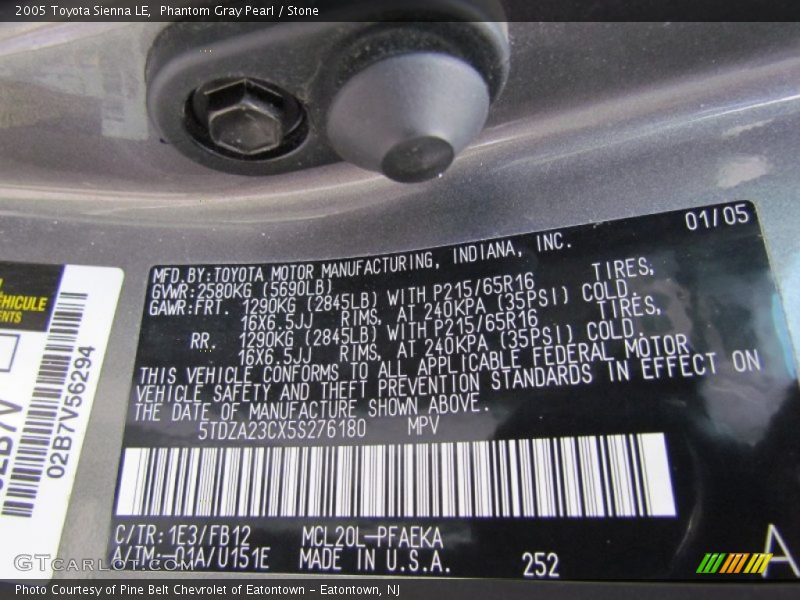 2005 Toyota Sienna LE, Phantom Gray Pearl / Stone
01/05
MFD.BY:TOYOTA MOTOR MANUFACTURING, INDIANA, INC.
GVWR:2580KG (5690LB)
GAWR:FRT. 1290KG (2845LB) WITH P215/65R16 TIRES,
16X6.5JJ RIMS, AT 240KPA (35PSI) COLD.
RR. 1290KG (2845LB) WITH P215/65R16 TIRES,
16X6.5JJ RIMS, AT 240KPA (35PSI) COLD.
THIS VEHICLE CONFORMS TO ALL APPLICABLE FEDERAL MOTOR
VEHICLE SAFETY AND THEFT PREVENTION STANDARDS IN EFFECT ON
THE DATE OF MANUFACTURE SHOWN ABOVE.
5TDZA23CX5S276180 MPV
C/TR:1E3/FB12 MCL20L-PFAEKA
A/TM:-01A/U151E MADE IN U.S.A. 252
A
02B7V56294
GTCarLot.com
Photo Courtesy of Pine Belt Chevrolet of Eatontown - Eatontown, NJ